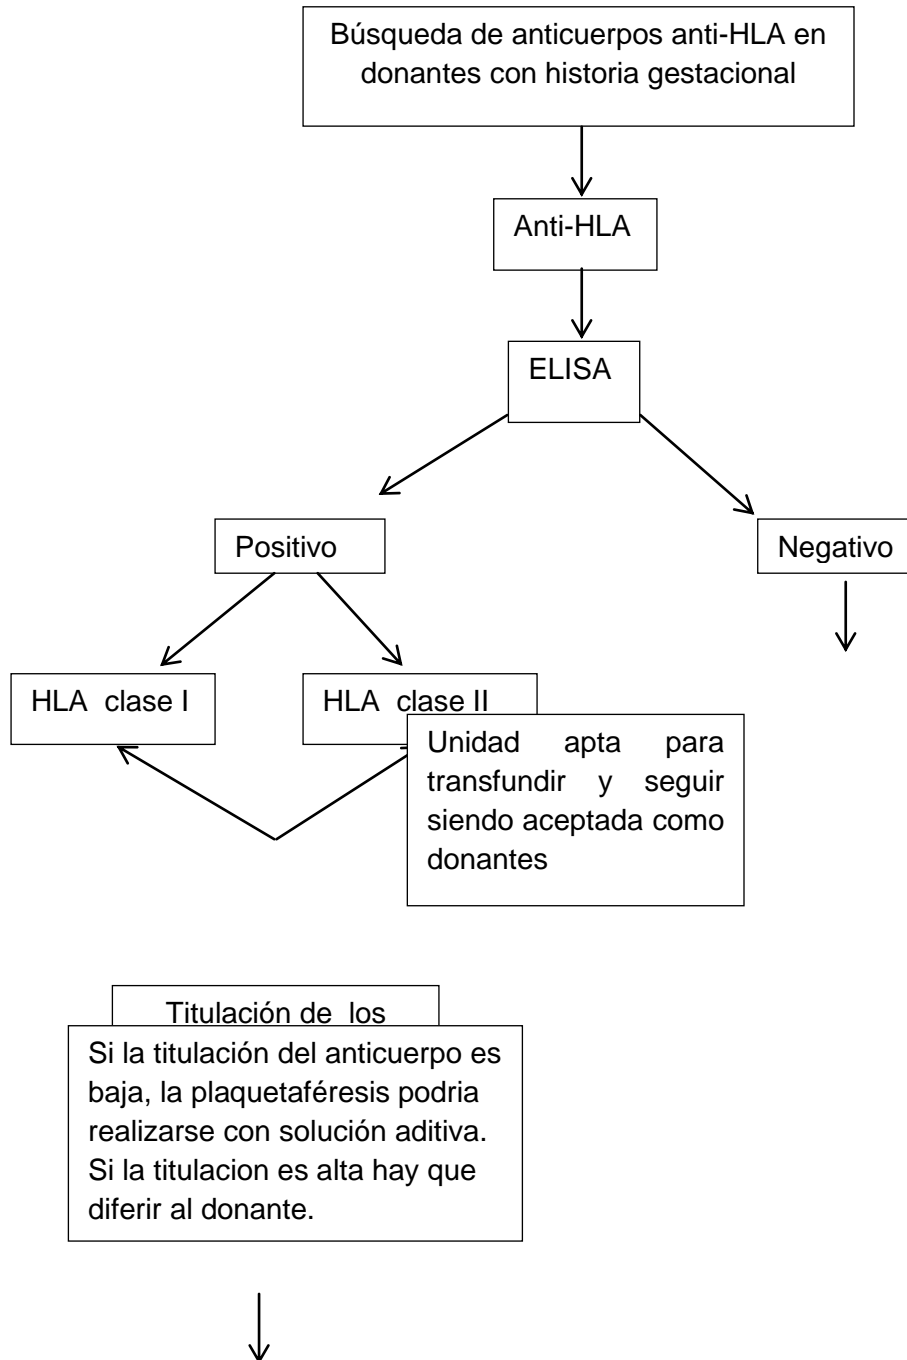 Búsqueda de anticuerpos anti-HLA en
donantes con historia gestacional
Anti-HLA
ELISA
Positivo
Negativo
HLA clase I
HLA clase II
Unidad apta para
transfundir y seguir
siendo aceptada como
donantes
Titulación de los
Si la titulación del anticuerpo es
baja, la plaquetaféresis podria
realizarse con solución aditiva.
Si la titulacion es alta hay que
diferir al donante.